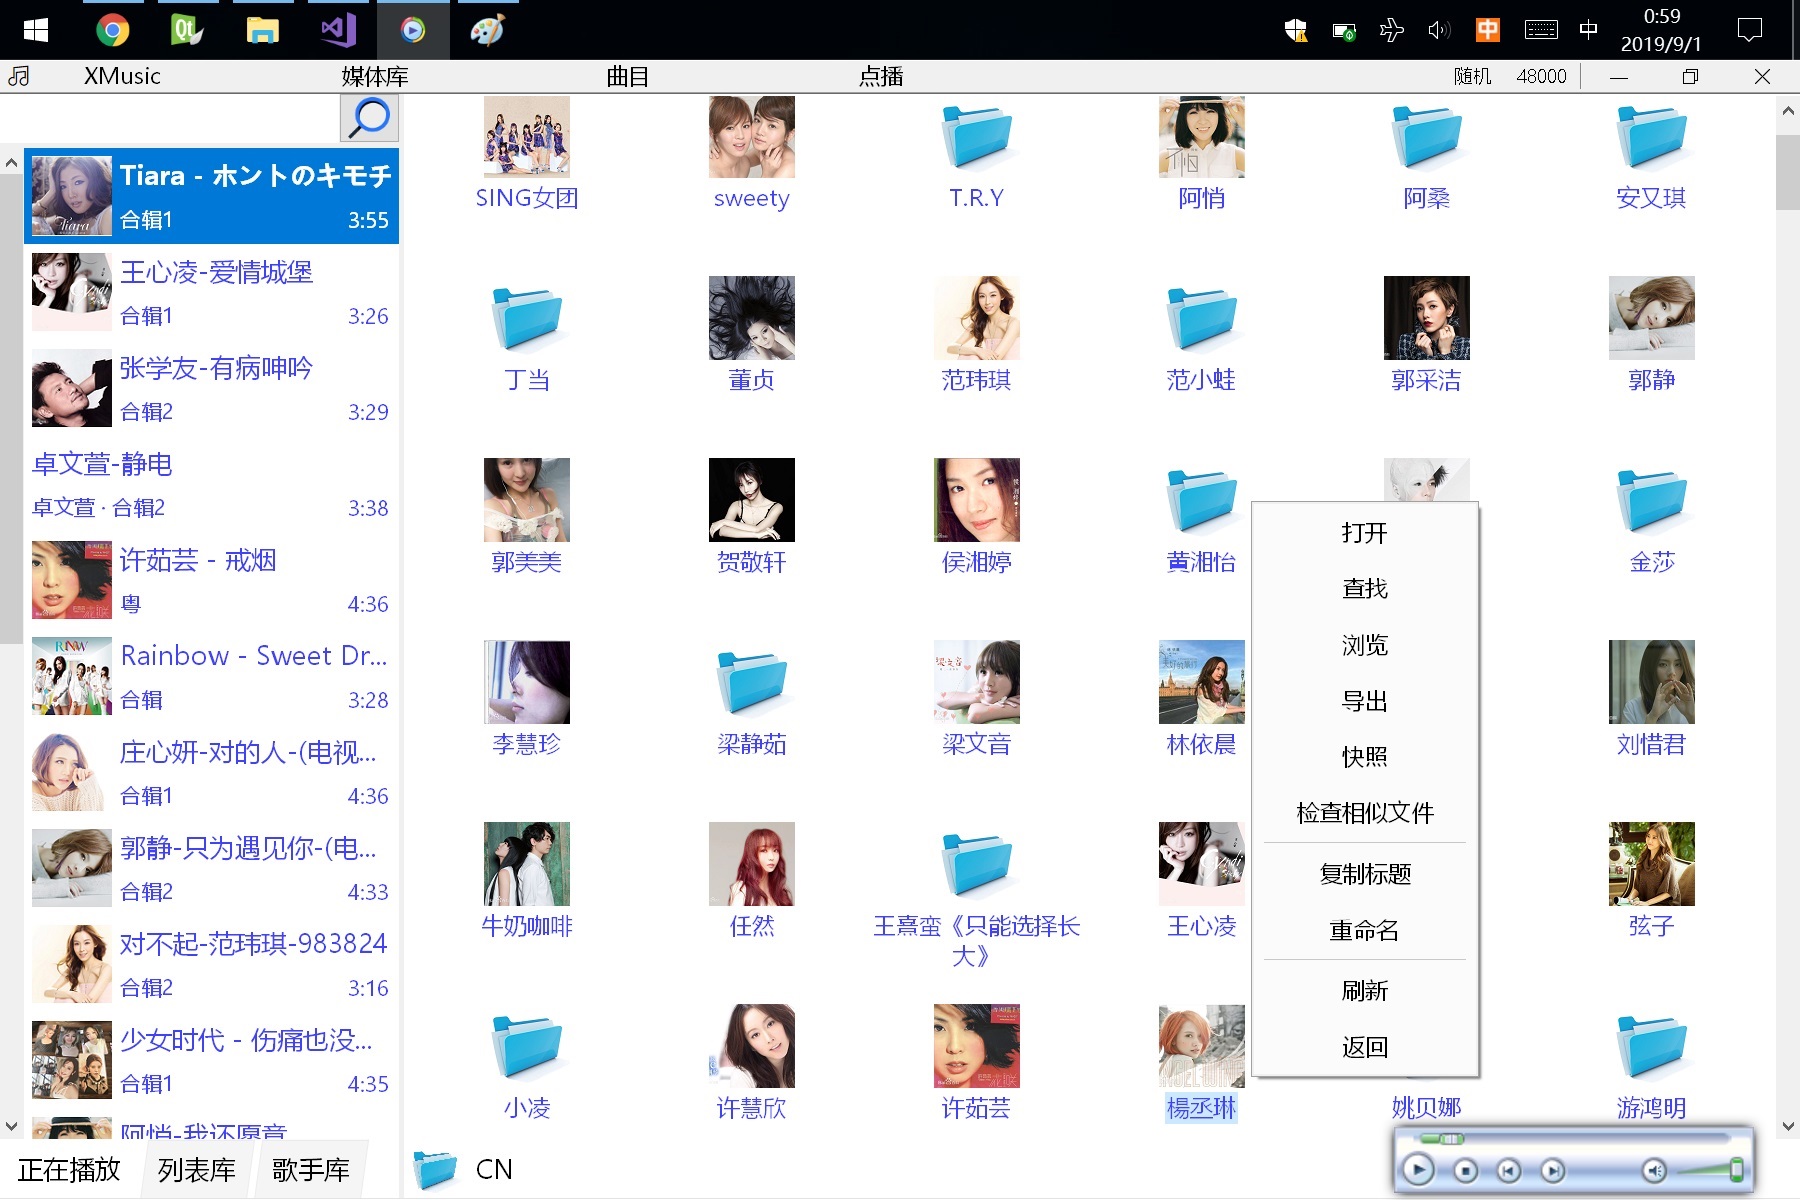 0:59
2019/9/1
中
中
XMusic
媒体库
曲目
点播
随机
48000
Tiara - ホントのキモチ
合辑1
3:55
王心凌-爱情城堡
合辑1
3:26
张学友-有病呻吟
合辑2
3:29
卓文萱-静电
卓文萱 · 合辑2
3:38
许茹芸 - 戒烟
粤
4:36
Rainbow - Sweet Dr...
合辑
3:28
庄心妍-对的人-(电视...
合辑1
4:36
郭静-只为遇见你-(电...
合辑2
4:33
对不起-范玮琪-983824
合辑2
3:16
少女时代 - 伤痛也没...
合辑1
4:35
阿悄-我还愿意
正在播放
列表库
歌手库
SING女团
sweety
T.R.Y
阿悄
阿桑
安又琪
丁当
董贞
范玮琪
范小蛙
郭采洁
郭静
郭美美
贺敬轩
侯湘婷
黄湘怡
金莎
李慧珍
梁静茹
梁文音
林依晨
刘惜君
牛奶咖啡
任然
王熹蛮《只能选择长
大》
王心凌
弦子
小凌
许慧欣
许茹芸
楊丞琳
姚贝娜
游鸿明
打开
查找
浏览
导出
快照
检查相似文件
复制标题
重命名
刷新
返回
CN